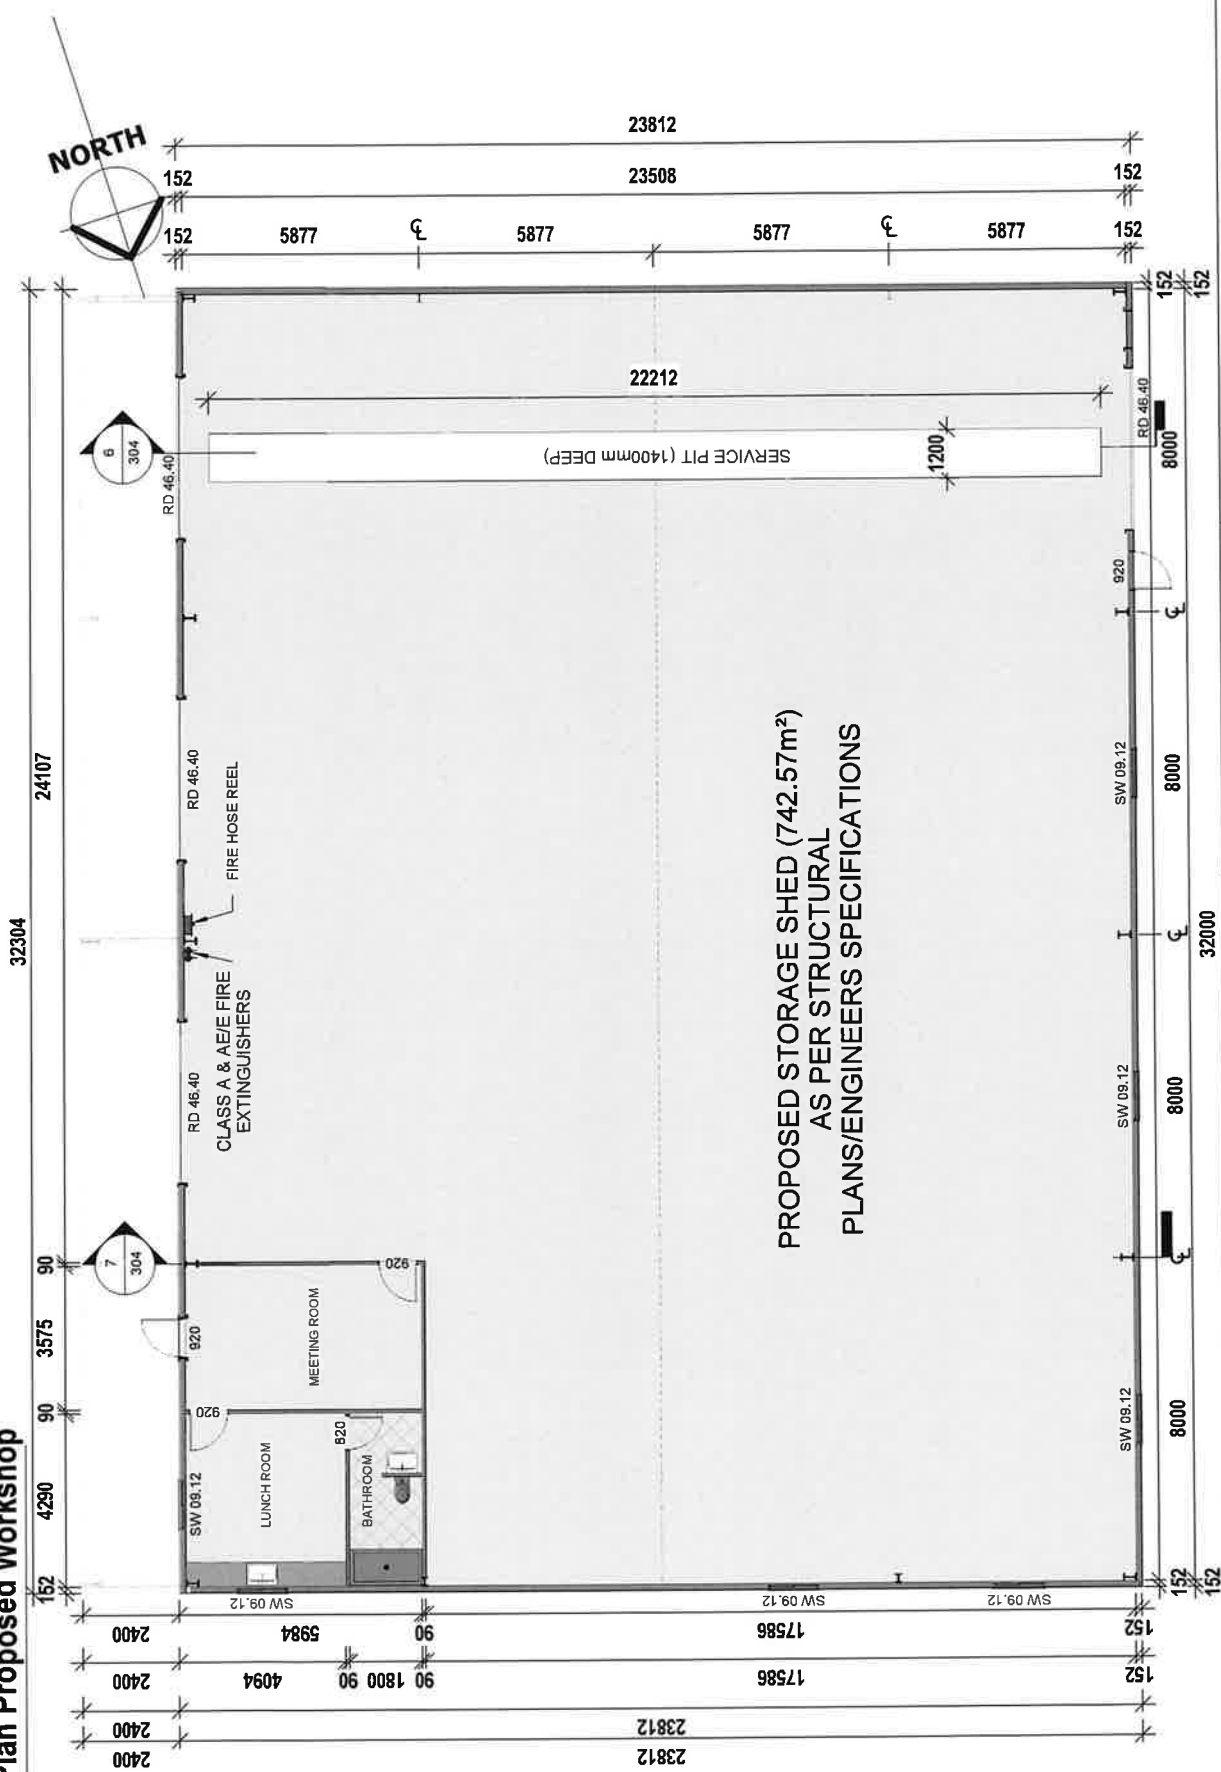 Plan Proposed Workshop
NORTH
23812
152
23508
152
152
5877
℄
5877
5877
℄
5877
152
32304
24107
90
3575
90
4290
152
6
304
RD 46.40
22212
SERVICE PIT (1400mm DEEP)
1200
RD 46.40
152
152
8000
920
℄
RD 46.40
FIRE HOSE REEL
CLASS A & AE/E FIRE
EXTINGUISHERS
RD 46.40
PROPOSED STORAGE SHED (742.57m²)
AS PER STRUCTURAL
PLANS/ENGINEERS SPECIFICATIONS
SW 09.12
8000
℄
32000
SW 09.12
8000
℄
SW 09.12
8000
152
152
7
304
920
MEETING ROOM
920
920
LUNCH ROOM
820
BATHROOM
SW 09.12
SW 09.12
SW 09.12
SW 09.12
2400
5984
90
17586
152
2400
4094
90
1800
90
17586
152
2400
23812
2400
23812